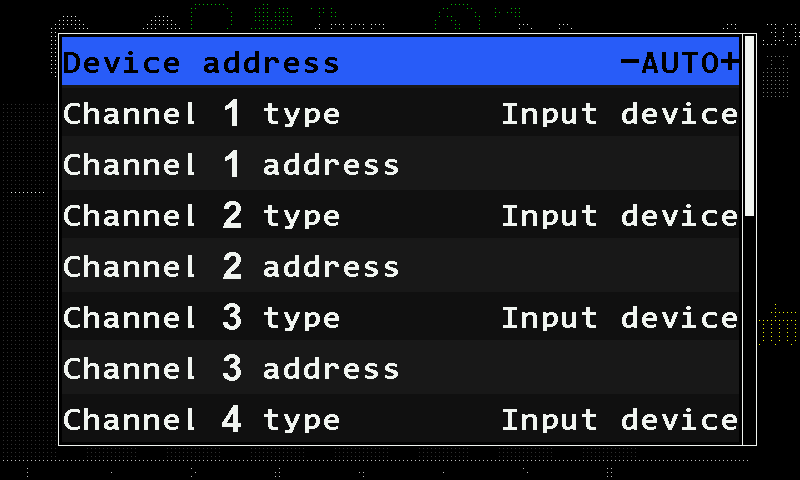 Device address −AUTO+
Channel 1 type Input device
Channel 1 address
Channel 2 type Input device
Channel 2 address
Channel 3 type Input device
Channel 3 address
Channel 4 type Input device